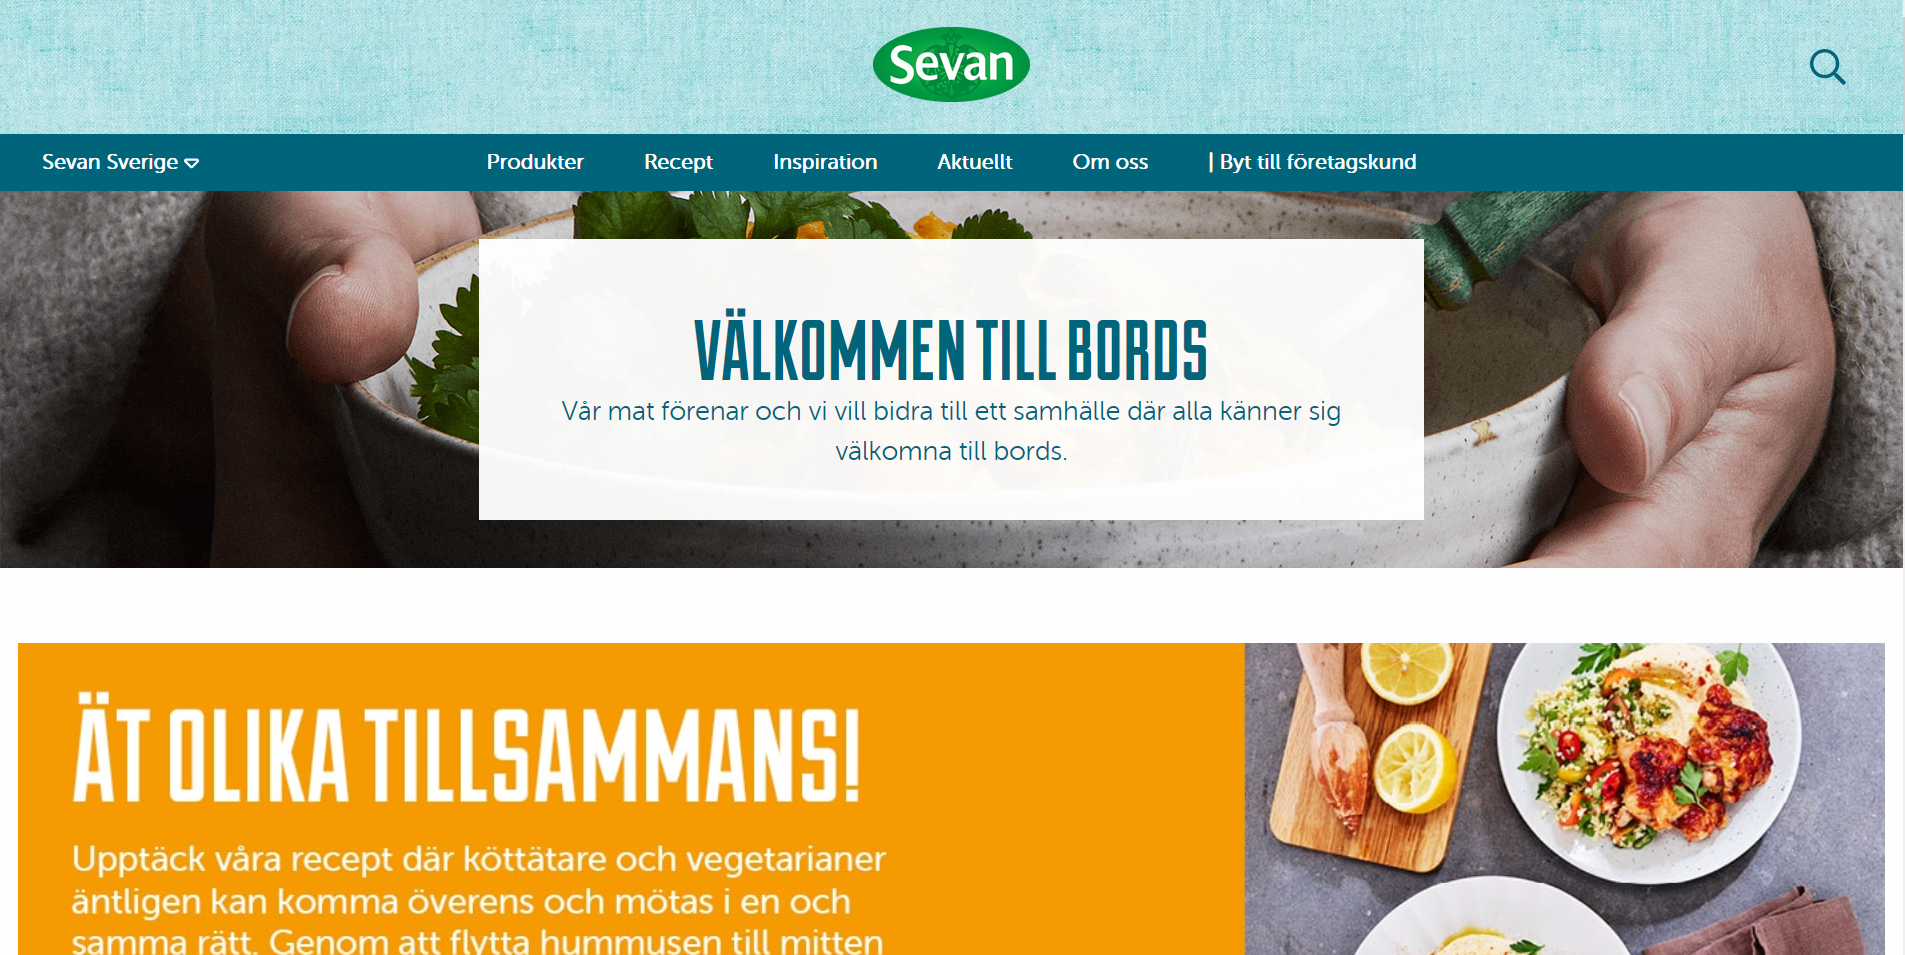 Sevan
Sevan Sverige
Produkter
Recept
Inspiration
Aktuellt
Om oss
| Byt till företagskund
VÄLKOMMEN TILL BORDS
Vår mat förenar och vi vill bidra till ett samhälle där alla känner sig
välkomna till bords.
ÄT OLIKA TILLSAMMANS!
Upptäck våra recept där köttätare och vegetarianer
äntligen kan komma överens och mötas i en och
samma rätt. Genom att flytta hummusen till mitten